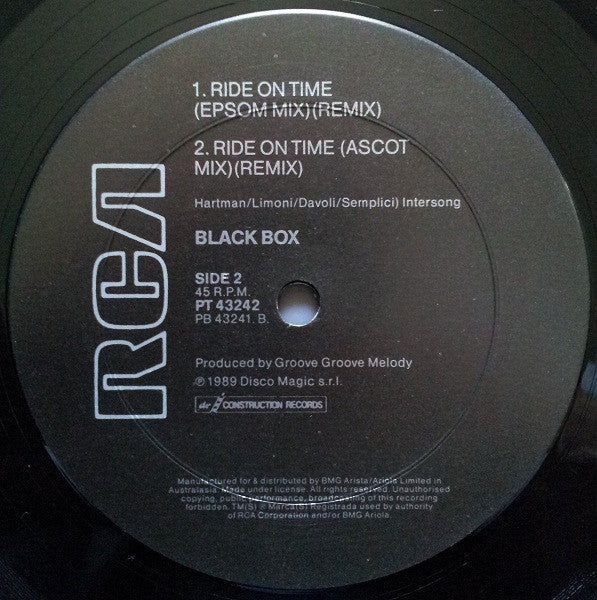 1. RIDE ON TIME
(EPSOM MIX)(REMIX)
2. RIDE ON TIME (ASCOT
MIX)(REMIX)
Hartman/Limoni/Davoli/Semplici) Intersong
BLACK BOX
SIDE 2
45 R.P.M.
PT 43242
PB 43241. B.
RCA
Produced by Groove Groove Melody
℗ 1989 Disco Magic s.r.l.
CONSTRUCTION RECORDS
Manufactured for & distributed by BMG Arista/Ariola Limited in
Australasia. Made under license. All rights reserved. Unauthorised
copying, public performance, broadcasting of this recording
forbidden. TM(S) ® Marca(S) Registrada used by authority
of RCA Corporation and/or BMG Ariola.